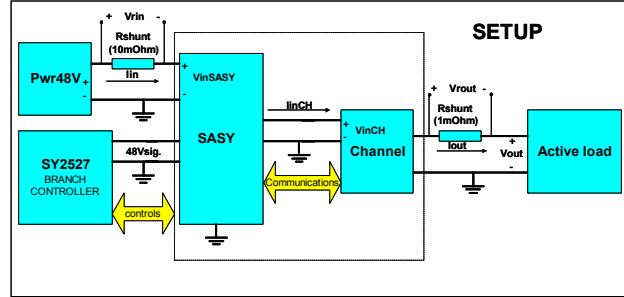 SETUP
+ Vrin -
Rshunt
(10mOhm)
Iin
Pwr48V
+
-
+
VinSASY
-
SASY
IinCH
+
VinCH
-
Channel
+ Vrout -
Rshunt
(1mOhm)
Iout
+
Vout
-
Active load
48Vsig.
SY2527
BRANCH
CONTROLLER
controls
Communications